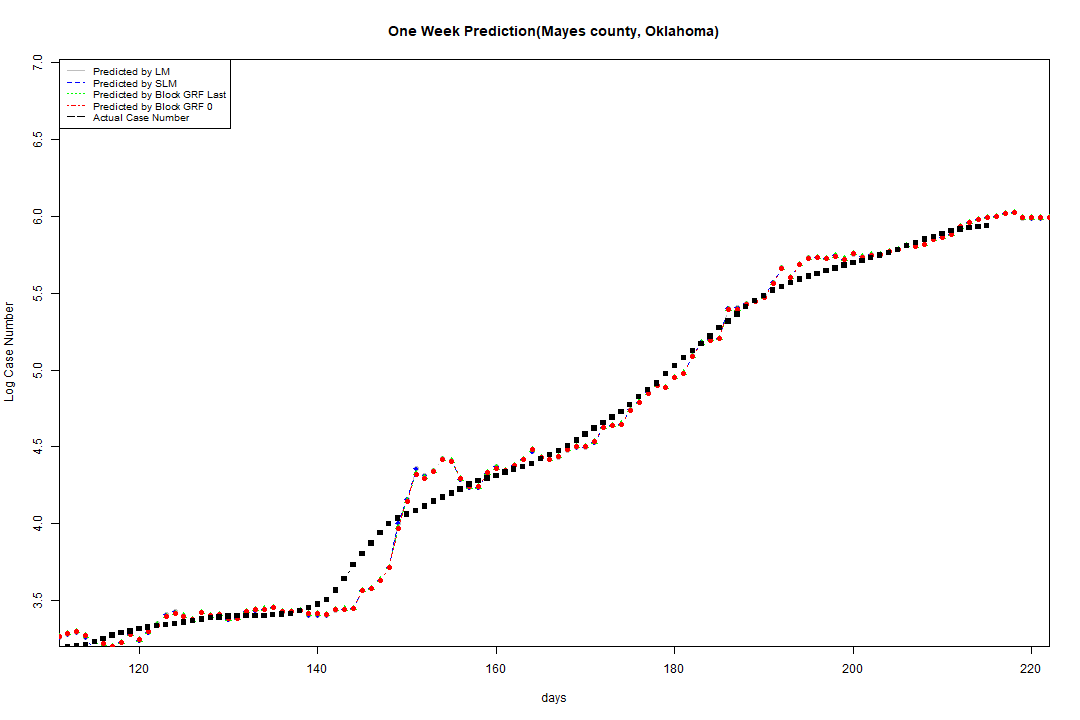 One Week Prediction(Mayes county, Oklahoma)
Predicted by LM
Predicted by SLM
Predicted by Block GRF Last
Predicted by Block GRF 0
Actual Case Number
7.0
6.5
6.0
5.5
5.0
4.5
4.0
3.5
Log Case Number
120 140 160 180 200 220
days